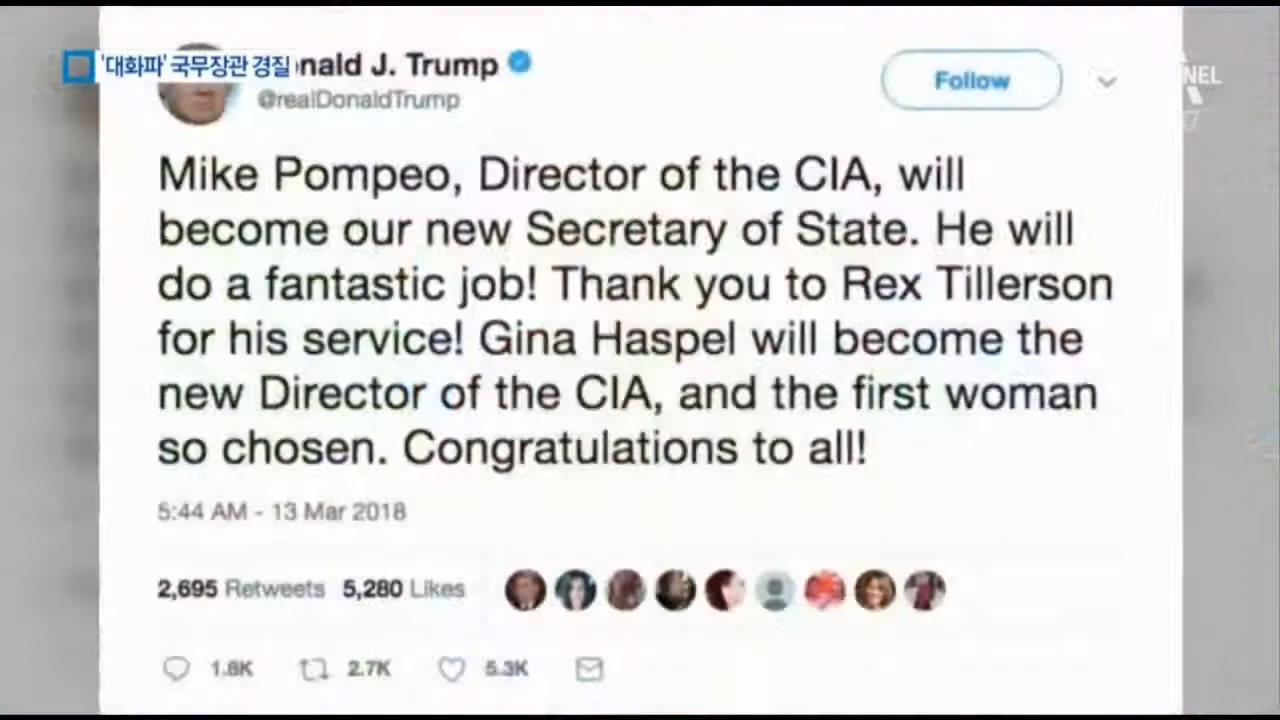 '대화파' 국무장관 경질
nald J. Trump
@realDonaldTrump
Follow
NEL
Mike Pompeo, Director of the CIA, will
become our new Secretary of State. He will
do a fantastic job! Thank you to Rex Tillerson
for his service! Gina Haspel will become the
new Director of the CIA, and the first woman
so chosen. Congratulations to all!
5:44 AM - 13 Mar 2018
2,695 Retweets 5,280 Likes
1.8K 2.7K 5.3K